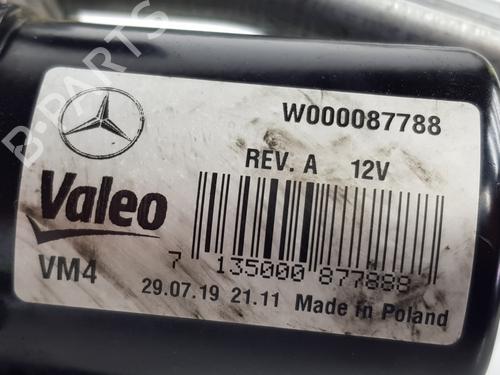 B-PARTS
W000087788
REV. A 12V
Valeo
7 135000 877888
VM4
29.07.19 21.11 Made in Poland